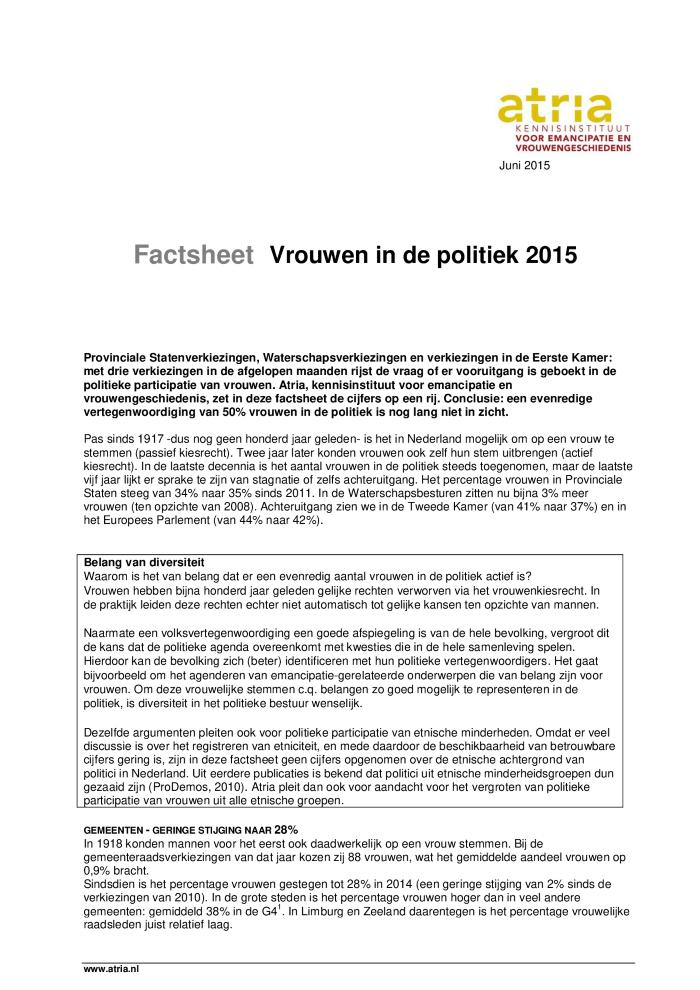 atria
KENNISINSTITUUT
VOOR EMANCIPATIE EN
VROUWENGESCHIEDENIS
Juni 2015
Factsheet Vrouwen in de politiek 2015
Provinciale Statenverkiezingen, Waterschapsverkiezingen en verkiezingen in de Eerste Kamer:
met drie verkiezingen in de afgelopen maanden rijst de vraag of er vooruitgang is geboekt in de
politieke participatie van vrouwen. Atria, kennisinstituut voor emancipatie en
vrouwengeschiedenis, zet in deze factsheet de cijfers op een rij. Conclusie: een evenredige
vertegenwoordiging van 50% vrouwen in de politiek is nog lang niet in zicht.
Pas sinds 1917 -dus nog geen honderd jaar geleden- is het in Nederland mogelijk om op een vrouw te
stemmen (passief kiesrecht). Twee jaar later konden vrouwen ook zelf hun stem uitbrengen (actief
kiesrecht). In de laatste decennia is het aantal vrouwen in de politiek steeds toegenomen, maar de laatste
vijf jaar lijkt er sprake te zijn van stagnatie of zelfs achteruitgang. Het percentage vrouwen in Provinciale
Staten steeg van 34% naar 35% sinds 2011. In de Waterschapsbesturen zitten nu bijna 3% meer
vrouwen (ten opzichte van 2008). Achteruitgang zien we in de Tweede Kamer (van 41% naar 37%) en in
het Europees Parlement (van 44% naar 42%).
Belang van diversiteit
Waarom is het van belang dat er een evenredig aantal vrouwen in de politiek actief is?
Vrouwen hebben bijna honderd jaar geleden gelijke rechten verworven via het vrouwenkiesrecht. In
de praktijk leiden deze rechten echter niet automatisch tot gelijke kansen ten opzichte van mannen.
Naarmate een volksvertegenwoordiging een goede afspiegeling is van de hele bevolking, vergroot dit
de kans dat de politieke agenda overeenkomt met kwesties die in de hele samenleving spelen.
Hierdoor kan de bevolking zich (beter) identificeren met hun politieke vertegenwoordigers. Het gaat
bijvoorbeeld om het agenderen van emancipatie-gerelateerde onderwerpen die van belang zijn voor
vrouwen. Om deze vrouwelijke stemmen c.q. belangen zo goed mogelijk te representeren in de
politiek, is diversiteit in het politieke bestuur wenselijk.
Dezelfde argumenten pleiten ook voor politieke participatie van etnische minderheden. Omdat er veel
discussie is over het registreren van etniciteit, en mede daardoor de beschikbaarheid van betrouwbare
cijfers gering is, zijn in deze factsheet geen cijfers opgenomen over de etnische achtergrond van
politici in Nederland. Uit eerdere publicaties is bekend dat politici uit etnische minderheidsgroepen dun
gezaaid zijn (ProDemos, 2010). Atria pleit dan ook voor aandacht voor het vergroten van politieke
participatie van vrouwen uit alle etnische groepen.
GEMEENTEN - GERINGE STIJGING NAAR 28%
In 1918 konden mannen voor het eerst ook daadwerkelijk op een vrouw stemmen. Bij de
gemeenteraadsverkiezingen van dat jaar kozen zij 88 vrouwen, wat het gemiddelde aandeel vrouwen op
0,9% bracht.
Sindsdien is het percentage vrouwen gestegen tot 28% in 2014 (een geringe stijging van 2% sinds de
verkiezingen van 2010). In de grote steden is het percentage vrouwen hoger dan in veel andere
gemeenten: gemiddeld 38% in de G4¹. In Limburg en Zeeland daarentegen is het percentage vrouwelijke
raadsleden juist relatief laag.
www.atria.nl